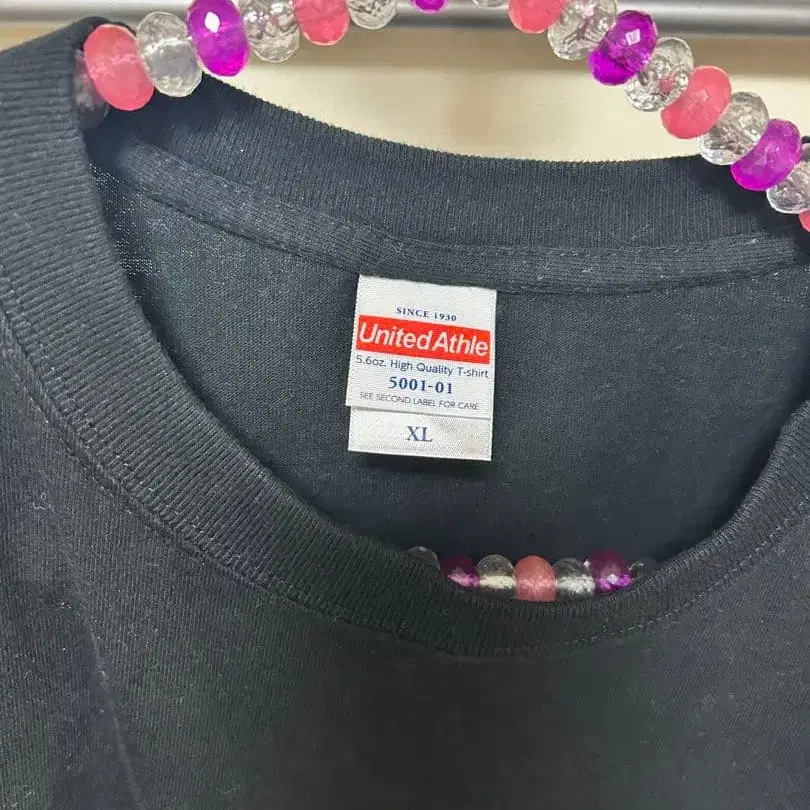 SINCE 1930
United Athle
5.6oz. High Quality T-shirt
5001-01
SEE SECOND LABEL FOR CARE
XL